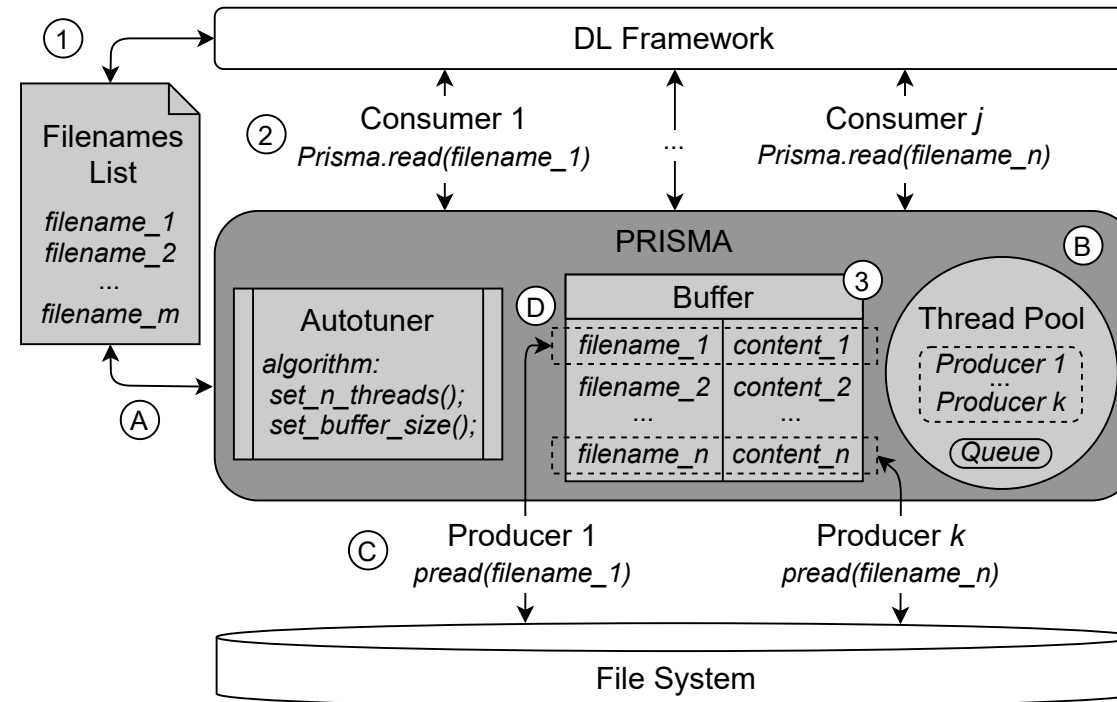 1
DL Framework
Filenames
List
filename_1
filename_2
...
filename_m
2
Consumer 1
Prisma.read(filename_1)
...
Consumer j
Prisma.read(filename_n)
A
PRISMA
B
Autotuner
algorithm:
set_n_threads();
set_buffer_size();
D
3
Buffer
filename_1 content_1
filename_2 content_2
... ...
filename_n content_n
Thread Pool
Producer 1
...
Producer k
Queue
C
Producer 1
pread(filename_1)
Producer k
pread(filename_n)
File System